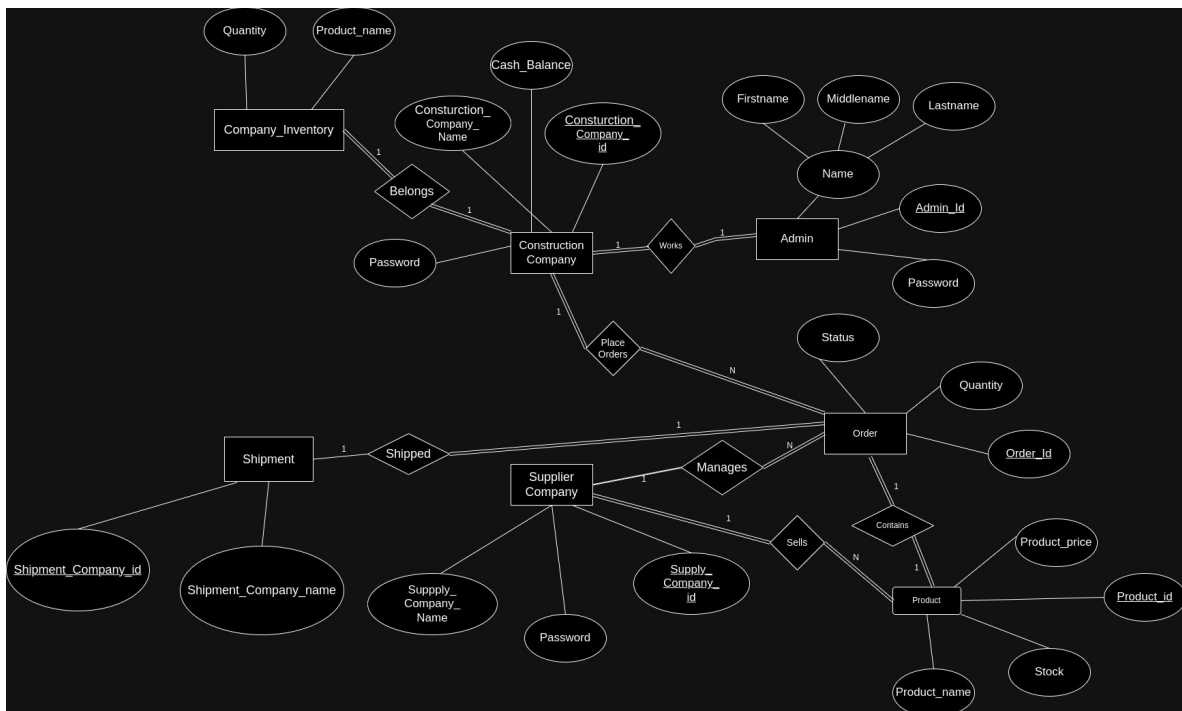 Quantity
Product_name
Cash_Balance
Company_Inventory
Consturction_
Company_
Name
Consturction_
Company_
id
Firstname
Middlename
Lastname
Name
1
Belongs
1
Admin_Id
Construction
Company
1
Works
1
Admin
Password
Password
1
Place
Orders
N
Status
Quantity
Order
Order_Id
Shipment
1
Shipped
1
Supplier
Company
1
Manages
N
1
Contains
1
1
Sells
N
Product_price
Product
Product_id
Stock
Product_name
Shipment_Company_id
Shipment_Company_name
Suppply_
Company_
Name
Password
Supply_
Company_
id